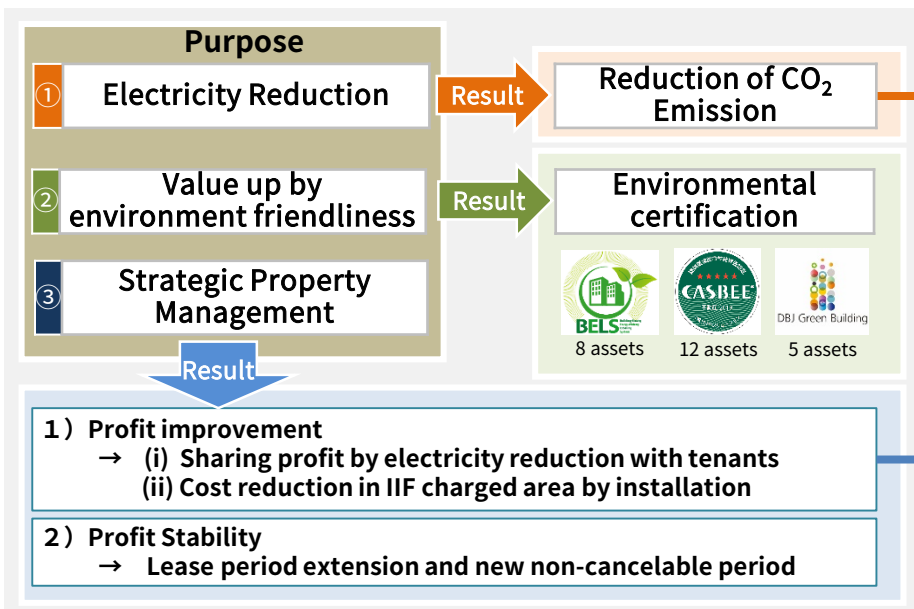 Purpose
① Electricity Reduction
Result
Reduction of CO₂
Emission
② Value up by
environment friendliness
Result
Environmental
certification
③ Strategic Property
Management
BELS
CASBEE
DBJ Green Building
8 assets
12 assets
5 assets
Result
1）Profit improvement
→ (i) Sharing profit by electricity reduction with tenants
(ii) Cost reduction in IIF charged area by installation
2）Profit Stability
→ Lease period extension and new non-cancelable period